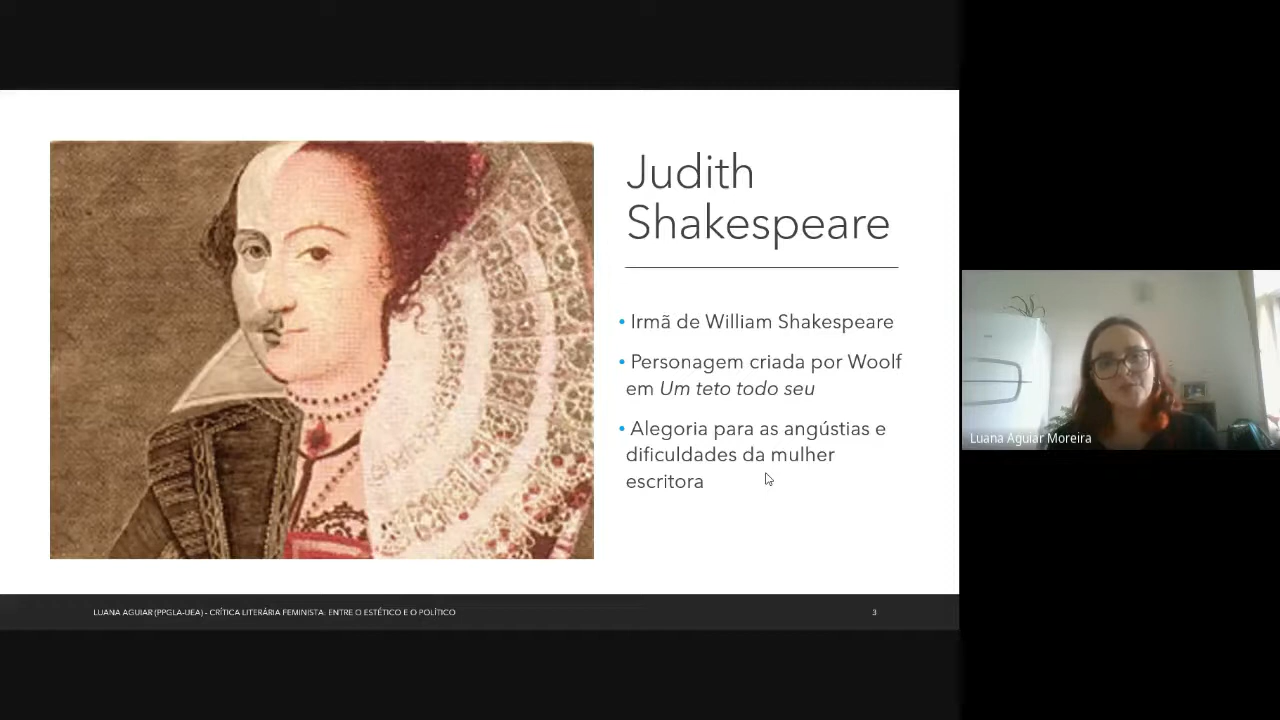 Judith
Shakespeare
• Irmã de William Shakespeare
• Personagem criada por Woolf
em Um teto todo seu
• Alegoria para as angústias e
dificuldades da mulher
escritora
LUANA AGUIAR (PPGLA-UEA) - CRÍTICA LITERÁRIA FEMINISTA: ENTRE O ESTÉTICO E O POLÍTICO
3
Luana Aguiar Moreira